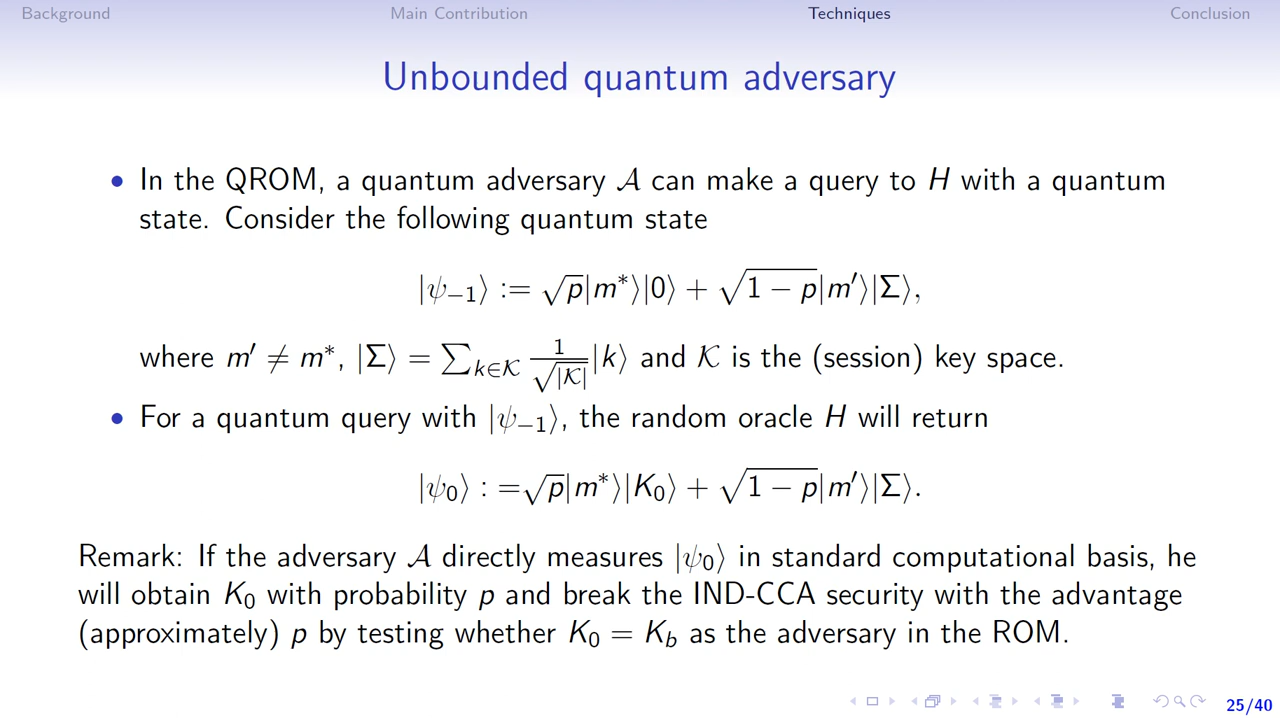 Background Main Contribution Techniques Conclusion
Unbounded quantum adversary
• In the QROM, a quantum adversary 𝒜 can make a query to H with a quantum
state. Consider the following quantum state
|ψ₋₁⟩ := √p|m*⟩|0⟩ + √(1 − p)|m′⟩|Σ⟩,
where m′ ≠ m*, |Σ⟩ = ∑_{k∈𝒦} 1/√|𝒦| |k⟩ and 𝒦 is the (session) key space.
• For a quantum query with |ψ₋₁⟩, the random oracle H will return
|ψ₀⟩ : =√p|m*⟩|K₀⟩ + √(1 − p)|m′⟩|Σ⟩.
Remark: If the adversary 𝒜 directly measures |ψ₀⟩ in standard computational basis, he
will obtain K₀ with probability p and break the IND-CCA security with the advantage
(approximately) p by testing whether K₀ = K_b as the adversary in the ROM.
25/40